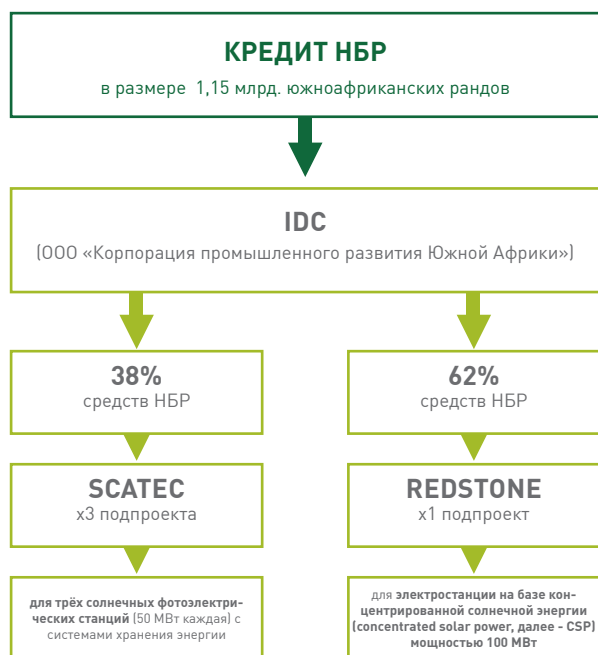 КРЕДИТ НБР
в размере 1,15 млрд. южноафриканских рандов
IDC
(ООО «Корпорация промышленного развития Южной Африки»)
38%
средств НБР
62%
средств НБР
SCATEC
x3 подпроекта
REDSTONE
x1 подпроект
для трёх солнечных фотоэлектри-
ческих станций (50 МВт каждая) с
системами хранения энергии
для электростанции на базе кон-
центрированной солнечной энергии
(concentrated solar power, далее - CSP)
мощностью 100 МВт